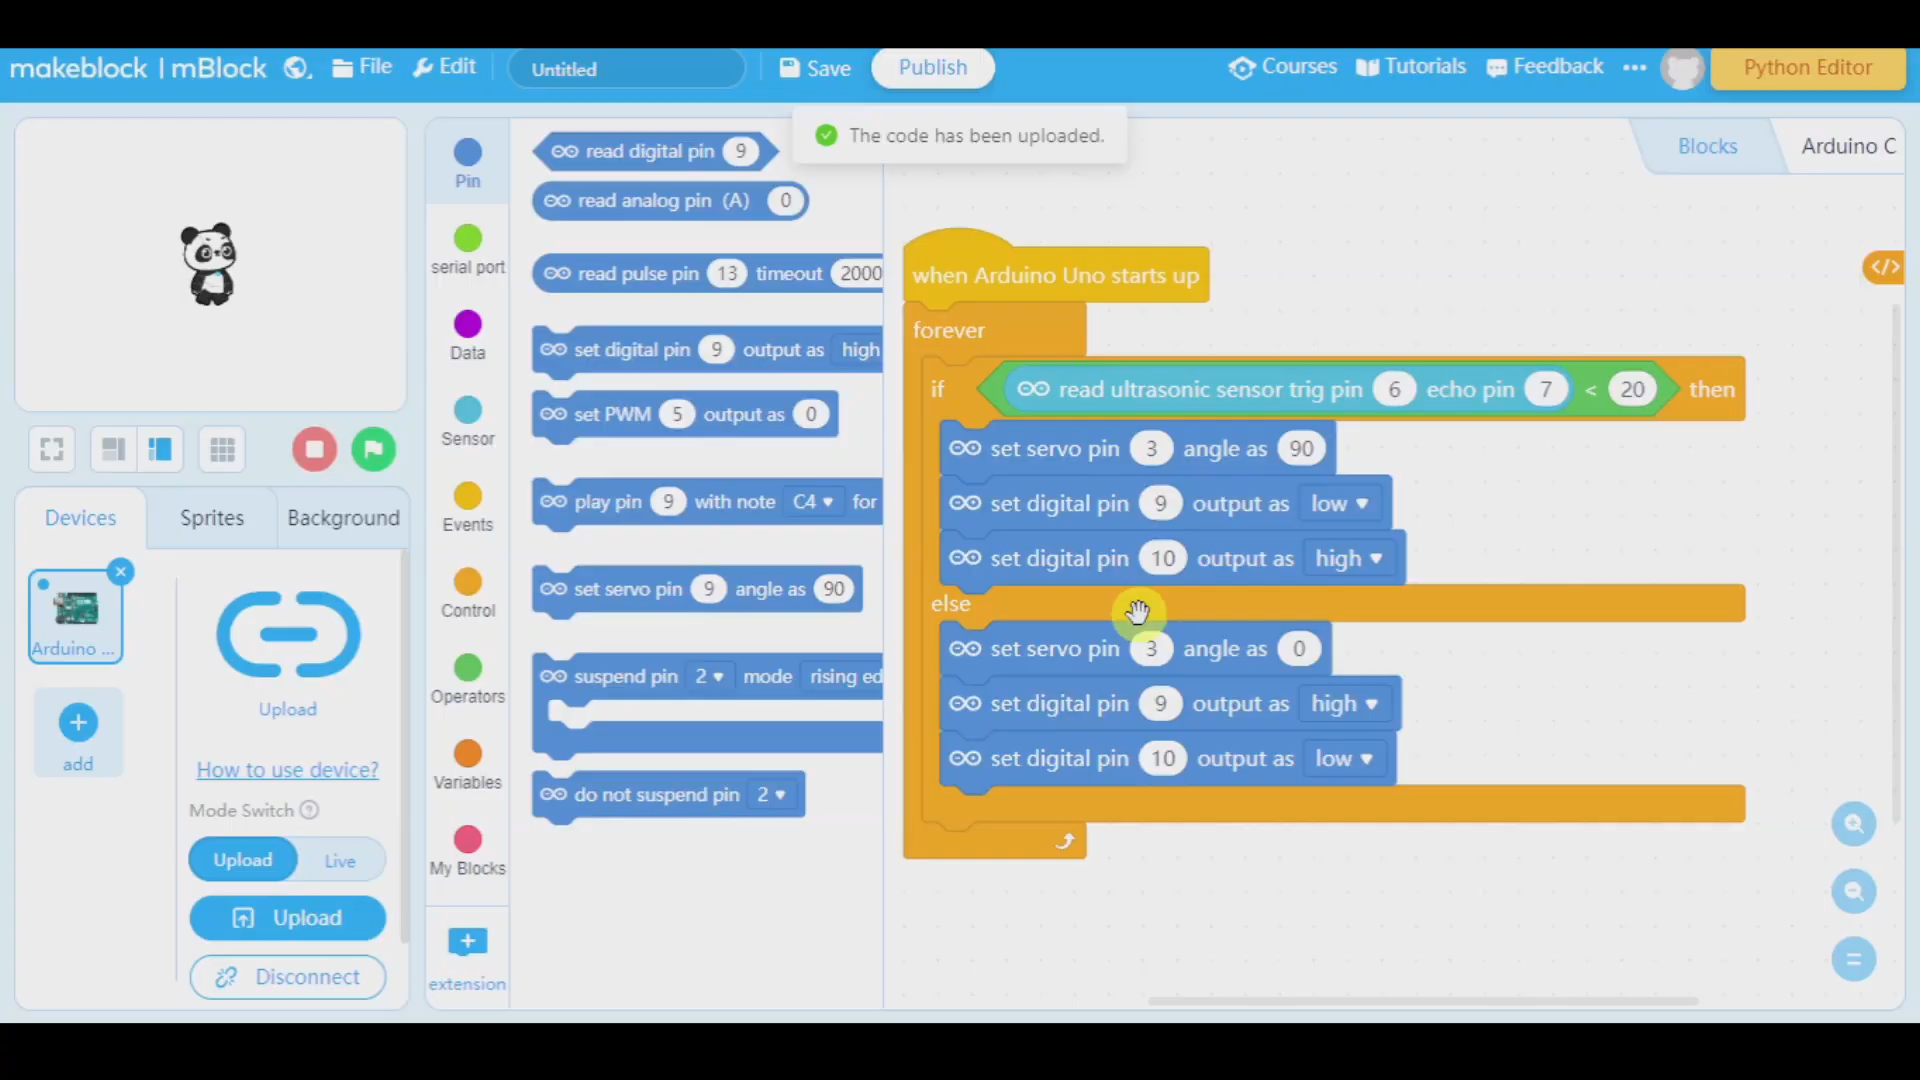 makeblock | mBlock File Edit Untitled Save Publish Courses Tutorials Feedback Python Editor
The code has been uploaded.
Blocks Arduino C
Pin
serial port
Data
Sensor
Events
Control
Operators
Variables
My Blocks
extension
read digital pin 9
read analog pin (A) 0
read pulse pin 13 timeout 2000
set digital pin 9 output as high
set PWM 5 output as 0
play pin 9 with note C4 for
set servo pin 9 angle as 90
suspend pin 2 mode rising ed
do not suspend pin 2
when Arduino Uno starts up
forever
if read ultrasonic sensor trig pin 6 echo pin 7 < 20 then
set servo pin 3 angle as 90
set digital pin 9 output as low
set digital pin 10 output as high
else
set servo pin 3 angle as 0
set digital pin 9 output as high
set digital pin 10 output as low
Devices Sprites Background
Arduino ...
add
Upload
How to use device?
Mode Switch ?
Upload Live
Upload
Disconnect